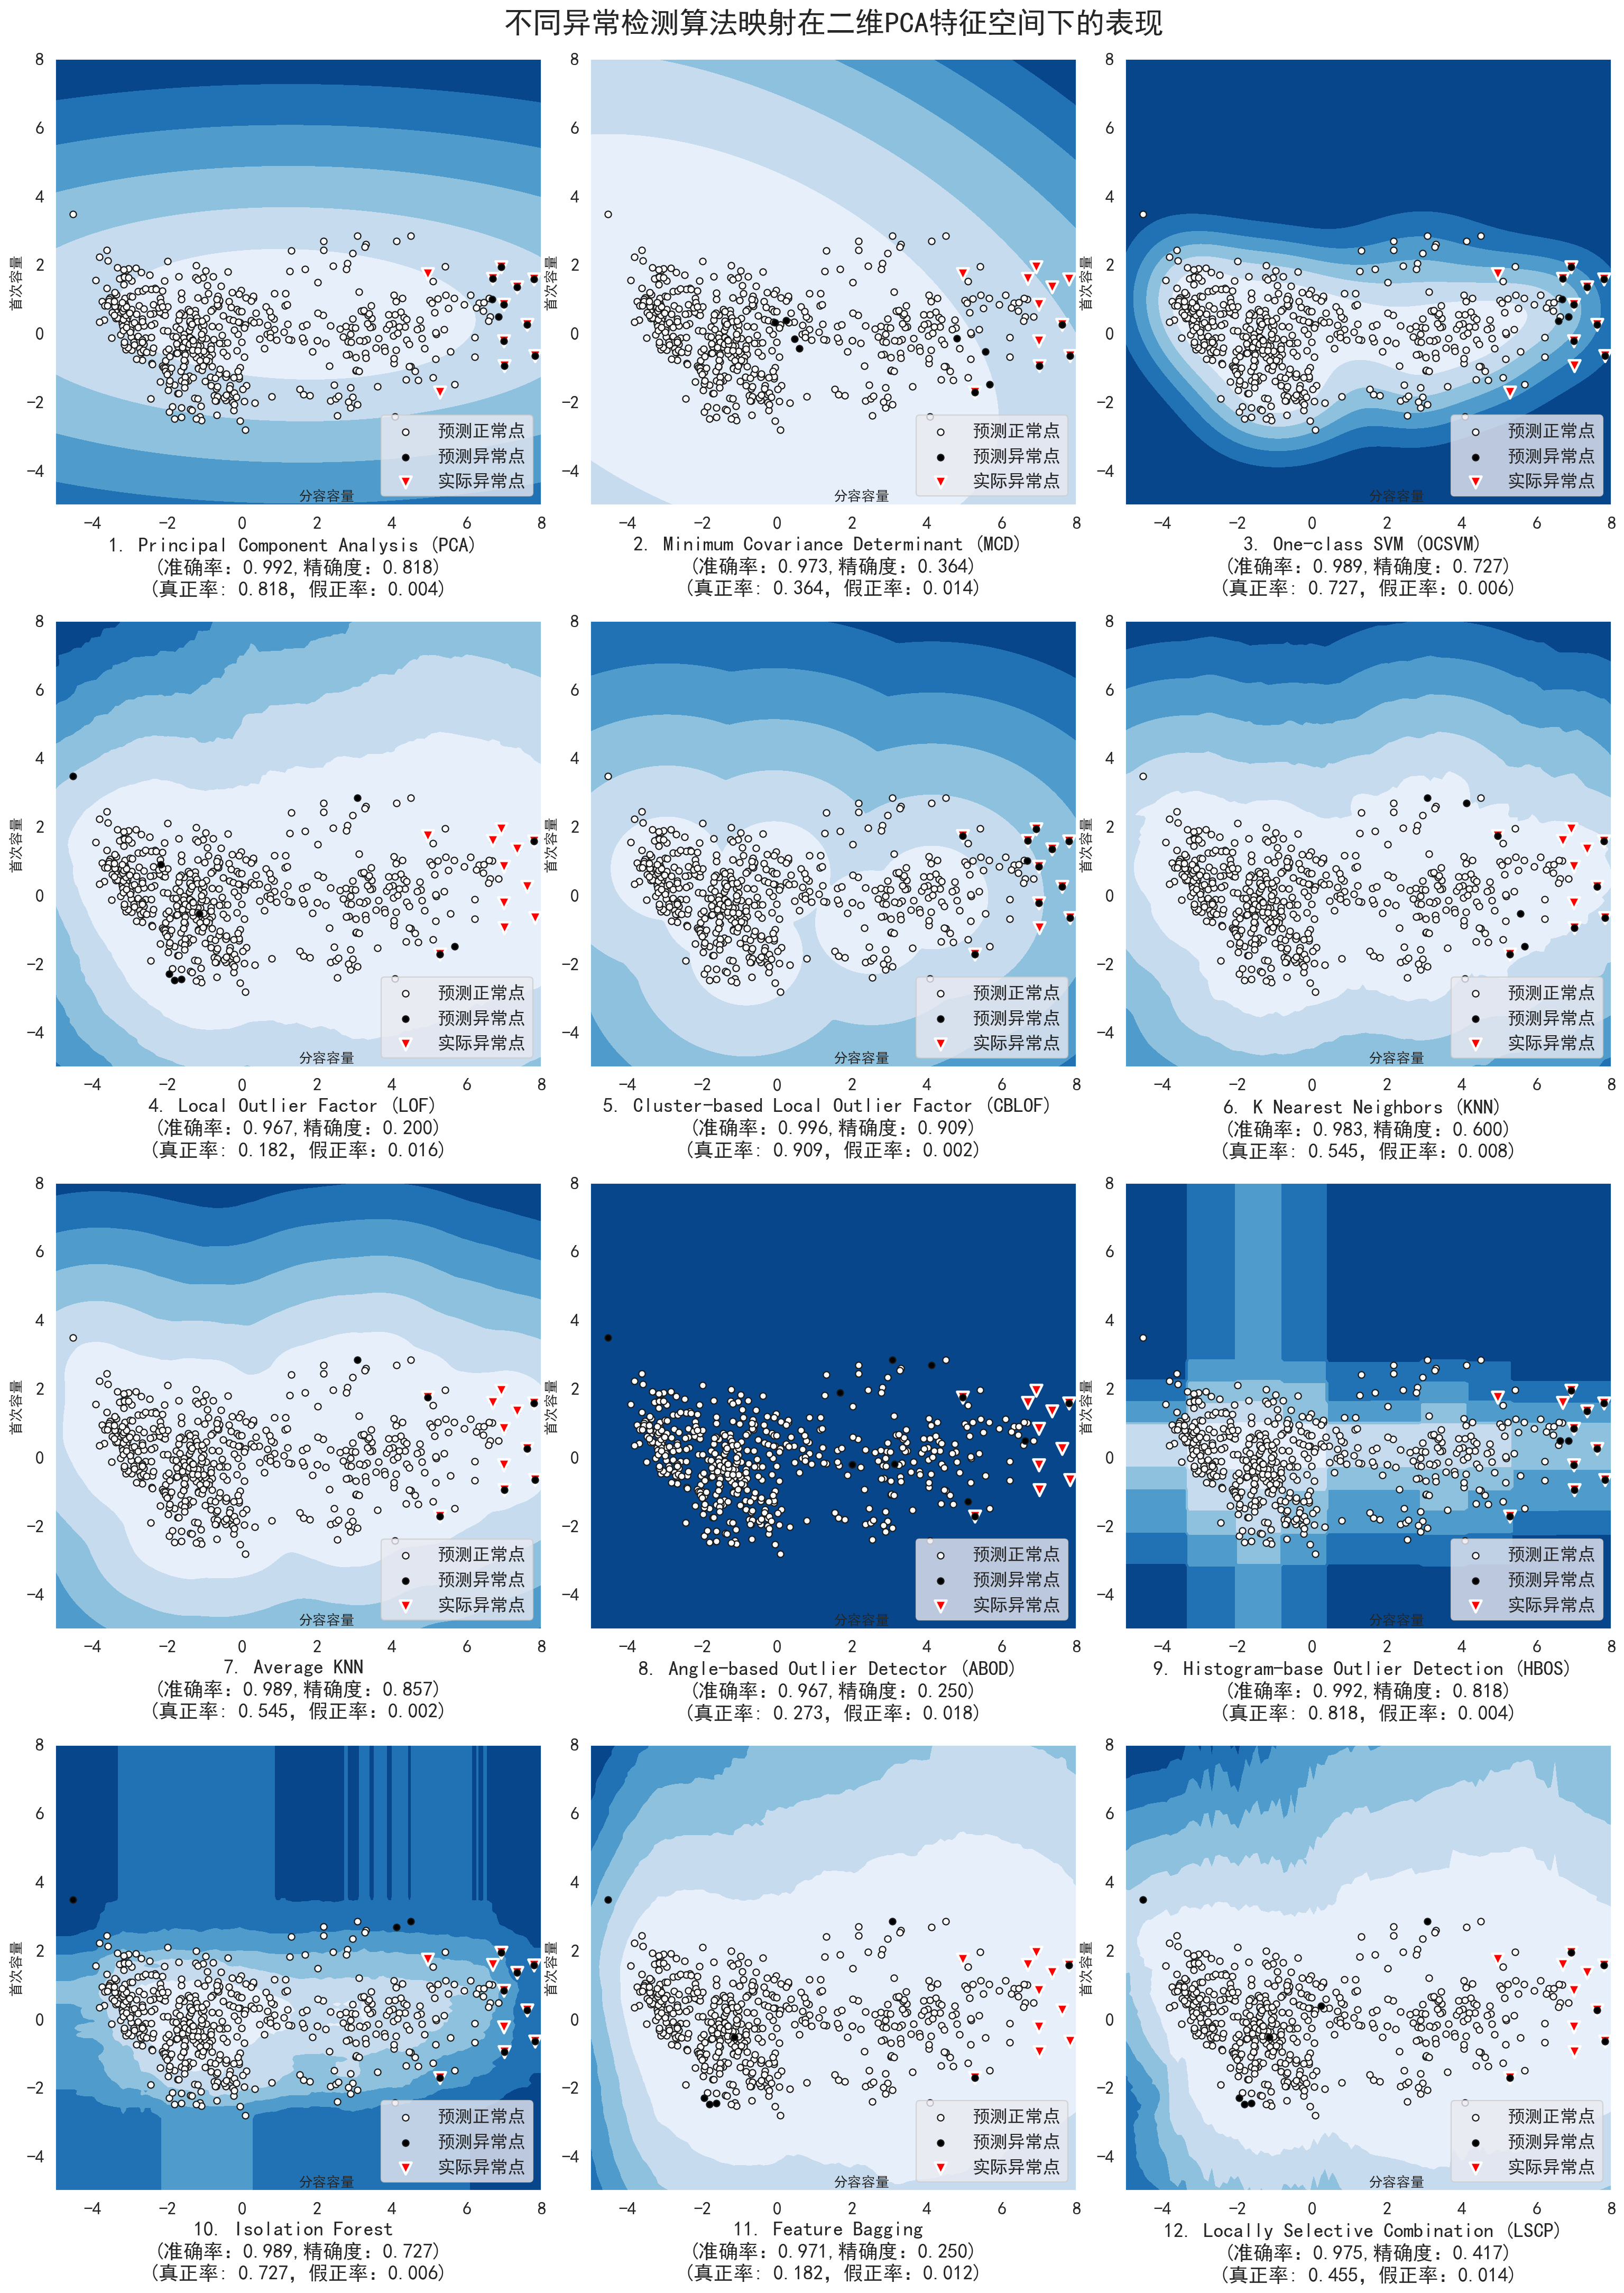 不同异常检测算法映射在二维PCA特征空间下的表现
8
6
4
2
0
−2
−4
首次容量
预测正常点
预测异常点
实际异常点
分容容量
−4 −2 0 2 4 6 8
1. Principal Component Analysis (PCA)
(准确率: 0.992,精确度: 0.818)
(真正率: 0.818, 假正率: 0.004)
8
6
4
2
0
−2
−4
首次容量
预测正常点
预测异常点
实际异常点
分容容量
−4 −2 0 2 4 6 8
2. Minimum Covariance Determinant (MCD)
(准确率: 0.973,精确度: 0.364)
(真正率: 0.364, 假正率: 0.014)
8
6
4
2
0
−2
−4
首次容量
预测正常点
预测异常点
实际异常点
分容容量
−4 −2 0 2 4 6 8
3. One-class SVM (OCSVM)
(准确率: 0.989,精确度: 0.727)
(真正率: 0.727, 假正率: 0.006)
8
6
4
2
0
−2
−4
首次容量
预测正常点
预测异常点
实际异常点
分容容量
−4 −2 0 2 4 6 8
4. Local Outlier Factor (LOF)
(准确率: 0.967,精确度: 0.200)
(真正率: 0.182, 假正率: 0.016)
8
6
4
2
0
−2
−4
首次容量
预测正常点
预测异常点
实际异常点
分容容量
−4 −2 0 2 4 6 8
5. Cluster-based Local Outlier Factor (CBLOF)
(准确率: 0.996,精确度: 0.909)
(真正率: 0.909, 假正率: 0.002)
8
6
4
2
0
−2
−4
首次容量
预测正常点
预测异常点
实际异常点
分容容量
−4 −2 0 2 4 6 8
6. K Nearest Neighbors (KNN)
(准确率: 0.983,精确度: 0.600)
(真正率: 0.545, 假正率: 0.008)
8
6
4
2
0
−2
−4
首次容量
预测正常点
预测异常点
实际异常点
分容容量
−4 −2 0 2 4 6 8
7. Average KNN
(准确率: 0.989,精确度: 0.857)
(真正率: 0.545, 假正率: 0.002)
8
6
4
2
0
−2
−4
首次容量
预测正常点
预测异常点
实际异常点
分容容量
−4 −2 0 2 4 6 8
8. Angle-based Outlier Detector (ABOD)
(准确率: 0.967,精确度: 0.250)
(真正率: 0.273, 假正率: 0.018)
8
6
4
2
0
−2
−4
首次容量
预测正常点
预测异常点
实际异常点
分容容量
−4 −2 0 2 4 6 8
9. Histogram-base Outlier Detection (HBOS)
(准确率: 0.992,精确度: 0.818)
(真正率: 0.818, 假正率: 0.004)
8
6
4
2
0
−2
−4
首次容量
预测正常点
预测异常点
实际异常点
分容容量
−4 −2 0 2 4 6 8
10. Isolation Forest
(准确率: 0.989,精确度: 0.727)
(真正率: 0.727, 假正率: 0.006)
8
6
4
2
0
−2
−4
首次容量
预测正常点
预测异常点
实际异常点
分容容量
−4 −2 0 2 4 6 8
11. Feature Bagging
(准确率: 0.971,精确度: 0.250)
(真正率: 0.182, 假正率: 0.012)
8
6
4
2
0
−2
−4
首次容量
预测正常点
预测异常点
实际异常点
分容容量
−4 −2 0 2 4 6 8
12. Locally Selective Combination (LSCP)
(准确率: 0.975,精确度: 0.417)
(真正率: 0.455, 假正率: 0.014)